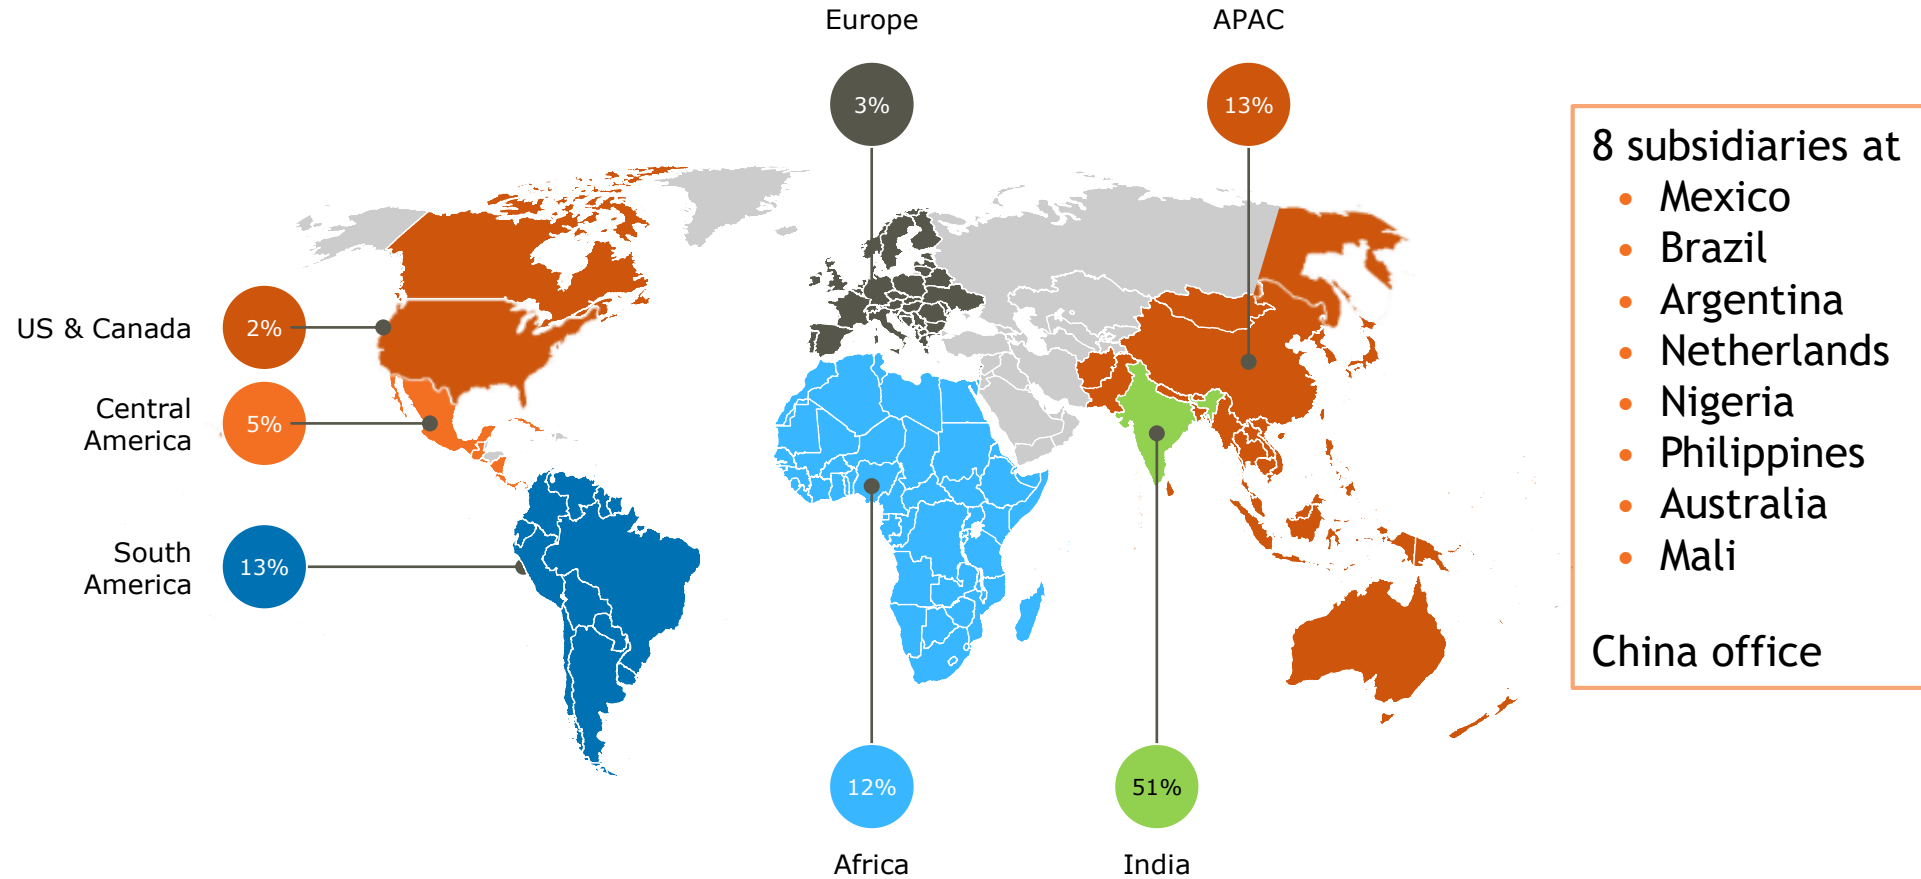 Europe
APAC
3%
13%
US & Canada
2%
Central
America
5%
South
America
13%
12%
51%
Africa
India
8 subsidiaries at
• Mexico
• Brazil
• Argentina
• Netherlands
• Nigeria
• Philippines
• Australia
• Mali
China office